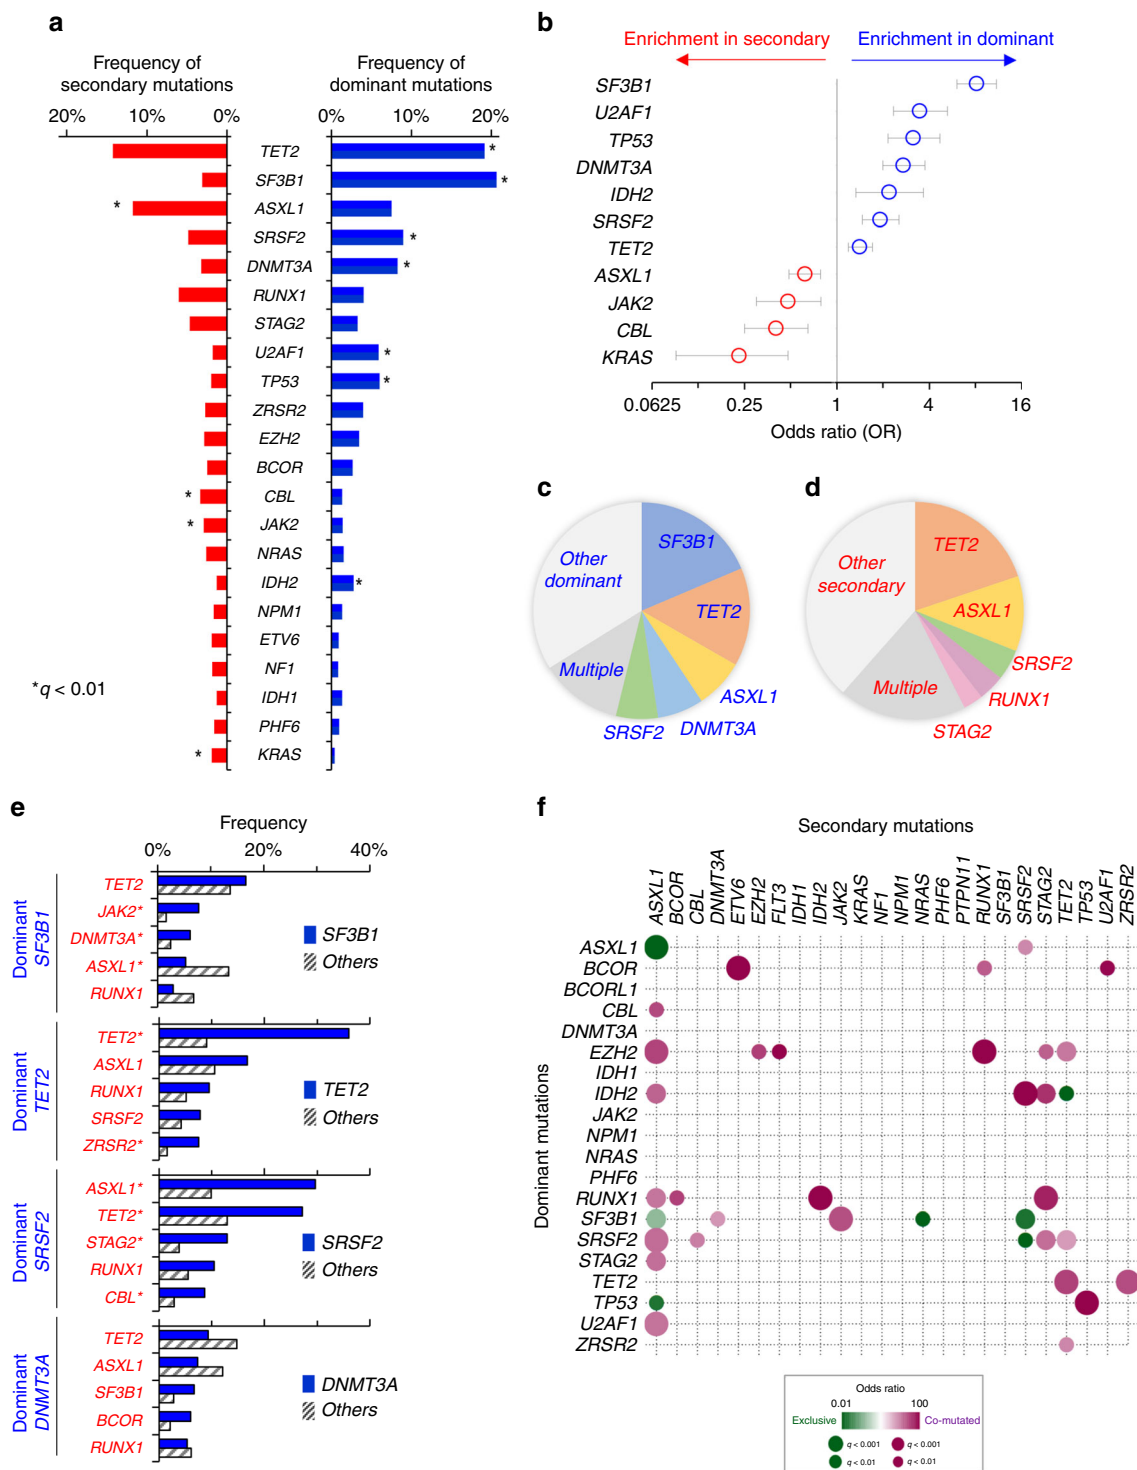 a
Frequency of secondary mutations
Frequency of dominant mutations
20% 10% 0%
0% 10% 20%
TET2 *
SF3B1 *
* ASXL1
SRSF2 *
DNMT3A *
RUNX1
STAG2
U2AF1 *
TP53 *
ZRSR2
EZH2
BCOR
* CBL
* JAK2
NRAS
IDH2 *
NPM1
ETV6
NF1
IDH1
PHF6
* KRAS
*q < 0.01
b
Enrichment in secondary
Enrichment in dominant
SF3B1
U2AF1
TP53
DNMT3A
IDH2
SRSF2
TET2
ASXL1
JAK2
CBL
KRAS
0.0625 0.25 1 4 16
Odds ratio (OR)
c
SF3B1
TET2
ASXL1
DNMT3A
SRSF2
Multiple
Other dominant
d
TET2
ASXL1
SRSF2
RUNX1
STAG2
Multiple
Other secondary
e
Frequency
0% 20% 40%
Dominant SF3B1
TET2
JAK2*
DNMT3A*
ASXL1*
RUNX1
SF3B1
Others
Dominant TET2
TET2*
ASXL1
RUNX1
SRSF2
ZRSR2*
TET2
Others
Dominant SRSF2
ASXL1*
TET2*
STAG2*
RUNX1
CBL*
SRSF2
Others
Dominant DNMT3A
TET2
ASXL1
SF3B1
BCOR
RUNX1
DNMT3A
Others
f
Secondary mutations
ASXL1
BCOR
CBL
DNMT3A
ETV6
EZH2
FLT3
IDH1
IDH2
JAK2
KRAS
NF1
NPM1
NRAS
PHF6
PTPN11
RUNX1
SF3B1
SRSF2
STAG2
TET2
TP53
U2AF1
ZRSR2
Dominant mutations
ASXL1
BCOR
BCORL1
CBL
DNMT3A
EZH2
IDH1
IDH2
JAK2
NPM1
NRAS
PHF6
RUNX1
SF3B1
SRSF2
STAG2
TET2
TP53
U2AF1
ZRSR2
Odds ratio
0.01 100
Exclusive Co-mutated
q < 0.001 q < 0.001
q < 0.01 q < 0.01